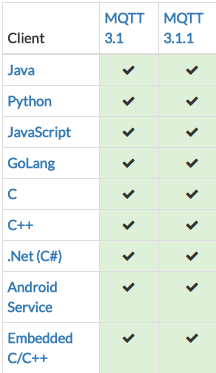 Client MQTT 3.1 MQTT 3.1.1
Java ✔ ✔
Python ✔ ✔
JavaScript ✔ ✔
GoLang ✔ ✔
C ✔ ✔
C++ ✔ ✔
.Net (C#) ✔ ✔
Android ✔ ✔
Service
Embedded ✔ ✔
C/C++